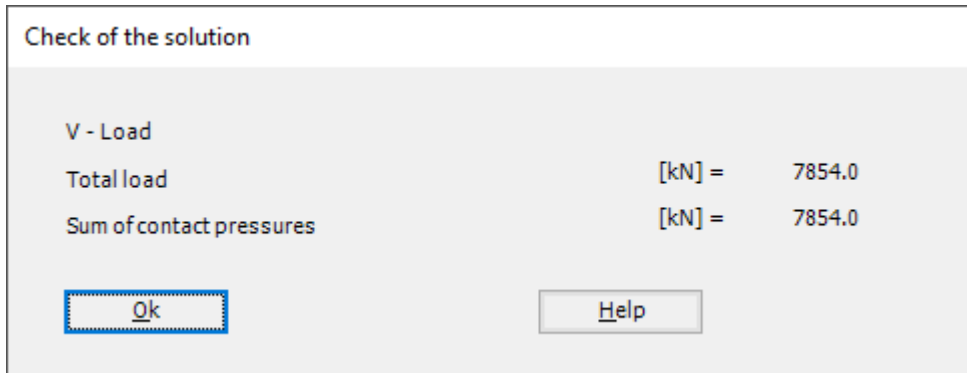 Check of the solution
V - Load
Total load [kN] = 7854.0
Sum of contact pressures [kN] = 7854.0
Ok Help